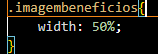 .imagembeneficios{
    width: 50%;
}